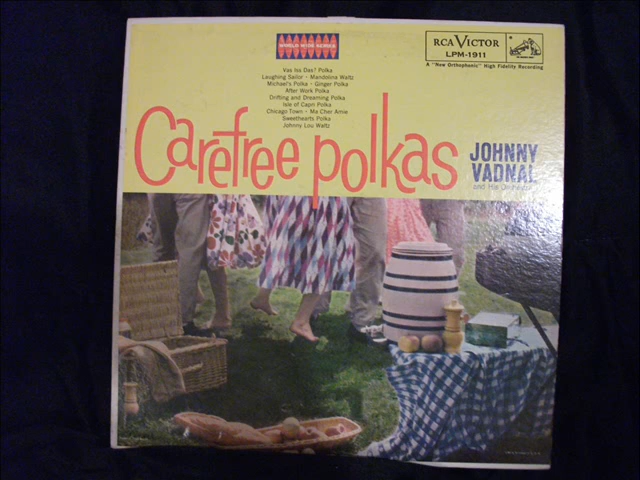 WORLD WIDE SERIES
RCA VICTOR
LPM-1911
A "New Orthophonic" High Fidelity Recording
Vas Iss Das? Polka
Laughing Sailor · Mandolina Waltz
Michael's Polka · Ginger Polka
After Work Polka
Drifting and Dreaming Polka
Isle of Capri Polka
Chicago Town · Ma Cher Amie
Sweethearts Polka
Johnny Lou Waltz
Carefree polkas
JOHNNY
VADNAL
and His Orchestra